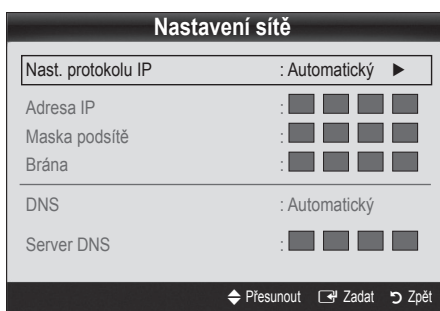 Nastavení sítě
Nast. protokolu IP : Automatický ►
Adresa IP :
Maska podsítě :
Brána :
DNS : Automatický
Server DNS :
Přesunout Zadat Zpět